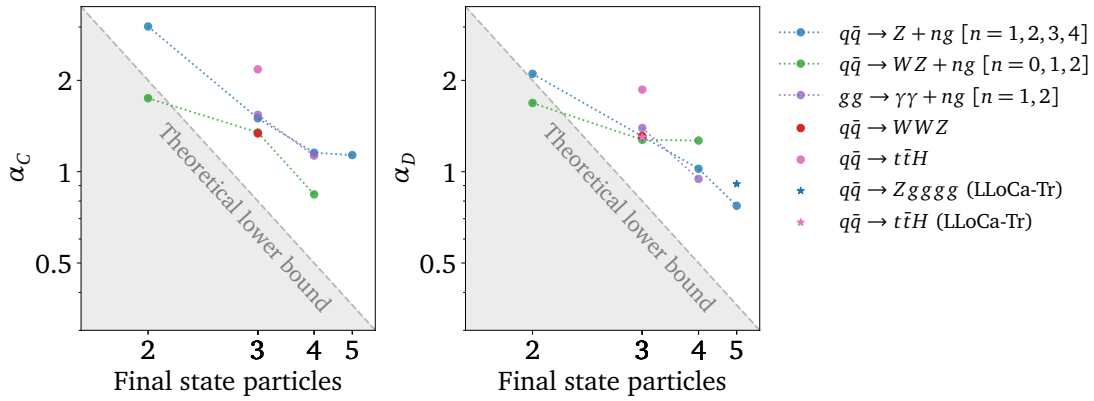 2
1
0.5
α_C
Theoretical lower bound
2
3
4
5
Final state particles
2
1
0.5
α_D
Theoretical lower bound
2
3
4
5
Final state particles
qq̄ → Z + ng [n = 1, 2, 3, 4]
qq̄ → WZ + ng [n = 0, 1, 2]
gg → γγ + ng [n = 1, 2]
qq̄ → WWZ
qq̄ → tt̄H
qq̄ → Zgggg (LLoCa-Tr)
qq̄ → tt̄H (LLoCa-Tr)